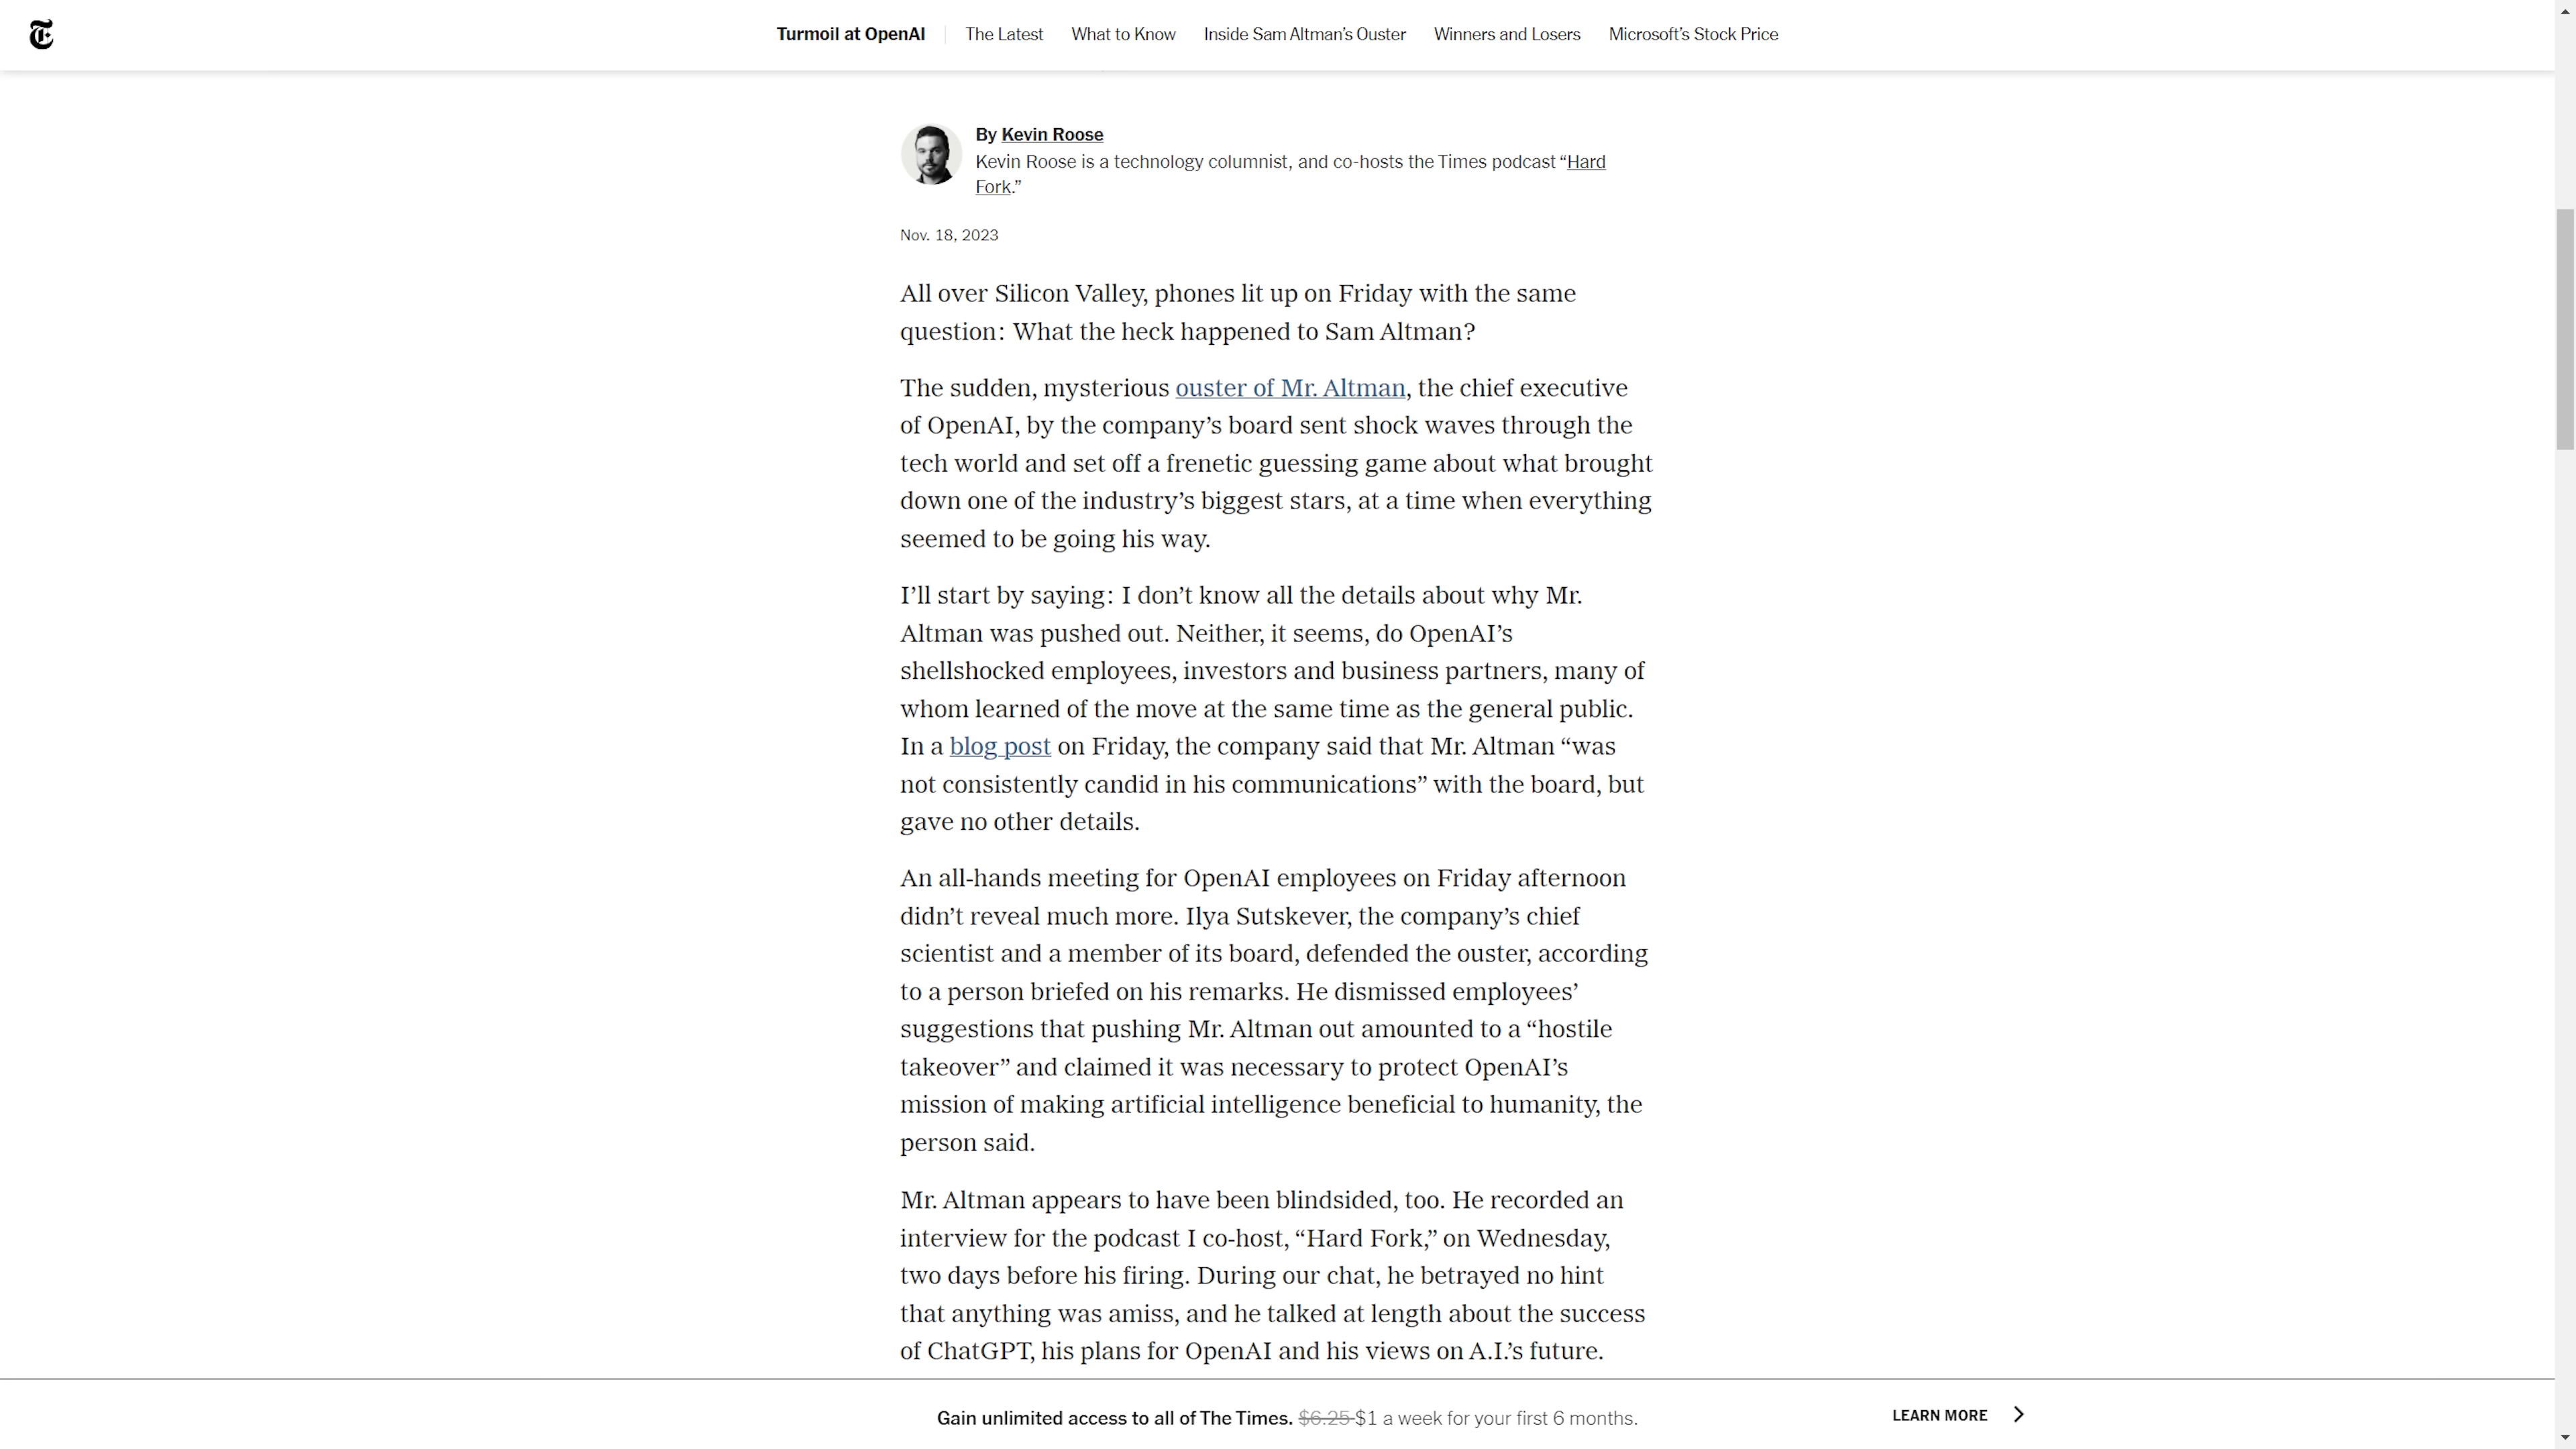 T
Turmoil at OpenAI The Latest What to Know Inside Sam Altman’s Ouster Winners and Losers Microsoft’s Stock Price
By Kevin Roose
Kevin Roose is a technology columnist, and co-hosts the Times podcast “Hard
Fork.”
Nov. 18, 2023
All over Silicon Valley, phones lit up on Friday with the same
question: What the heck happened to Sam Altman?
The sudden, mysterious ouster of Mr. Altman, the chief executive
of OpenAI, by the company’s board sent shock waves through the
tech world and set off a frenetic guessing game about what brought
down one of the industry’s biggest stars, at a time when everything
seemed to be going his way.
I’ll start by saying: I don’t know all the details about why Mr.
Altman was pushed out. Neither, it seems, do OpenAI’s
shellshocked employees, investors and business partners, many of
whom learned of the move at the same time as the general public.
In a blog post on Friday, the company said that Mr. Altman “was
not consistently candid in his communications” with the board, but
gave no other details.
An all-hands meeting for OpenAI employees on Friday afternoon
didn’t reveal much more. Ilya Sutskever, the company’s chief
scientist and a member of its board, defended the ouster, according
to a person briefed on his remarks. He dismissed employees’
suggestions that pushing Mr. Altman out amounted to a “hostile
takeover” and claimed it was necessary to protect OpenAI’s
mission of making artificial intelligence beneficial to humanity, the
person said.
Mr. Altman appears to have been blindsided, too. He recorded an
interview for the podcast I co-host, “Hard Fork,” on Wednesday,
two days before his firing. During our chat, he betrayed no hint
that anything was amiss, and he talked at length about the success
of ChatGPT, his plans for OpenAI and his views on A.I.’s future.
Gain unlimited access to all of The Times. $6.25 $1 a week for your first 6 months. LEARN MORE